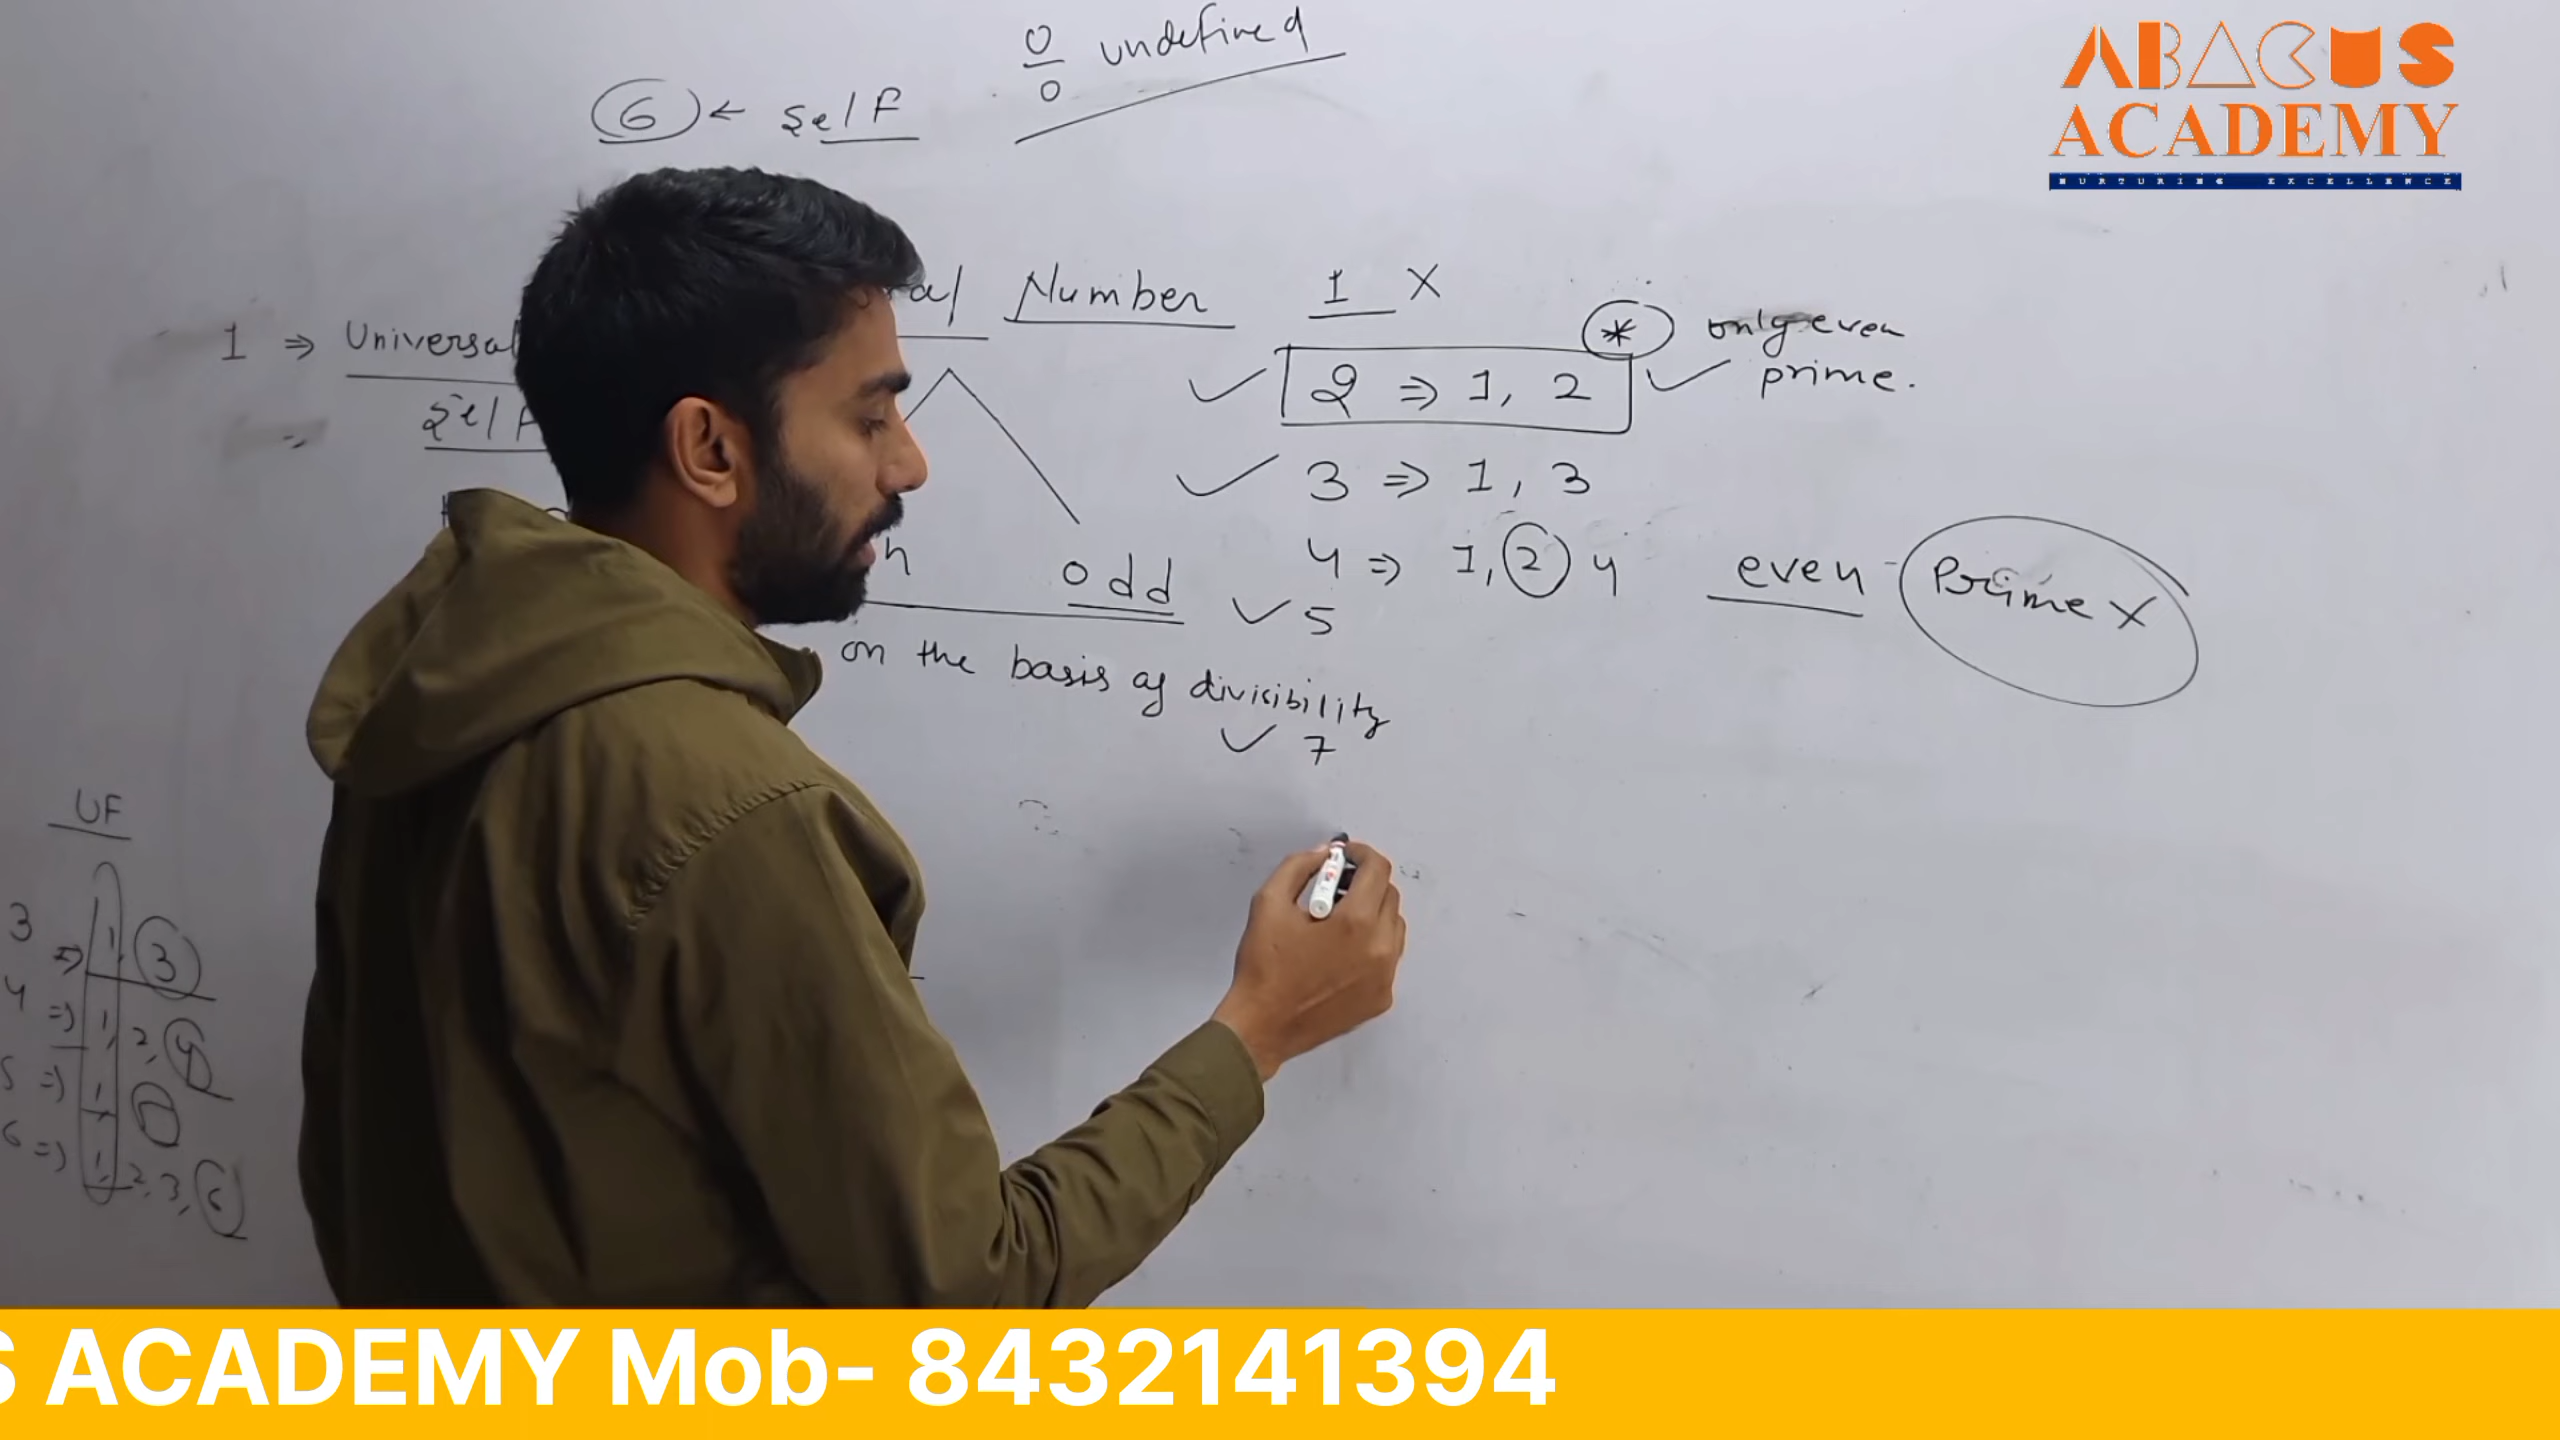 0/0 undefined
6 ← self
ABACUS
ACADEMY
NURTURING EXCELLENCE
Number
1 X
1 ⇒ Universal
* only even
prime.
✓ 2 ⇒ 1, 2 ✓
✓ 3 ⇒ 1, 3
4 ⇒ 1, 2 4 even Prime X
odd
✓ 5
on the basis of divisibility
✓ 7
UF
3 ⇒ 1, 3
4 ⇒ 1, 2, 4
5 ⇒ 1
6 ⇒ 1, 2, 3, 6
S ACADEMY Mob- 8432141394